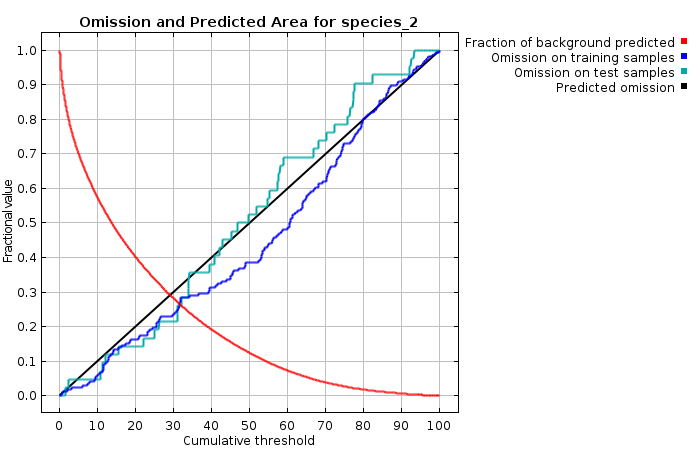 Omission and Predicted Area for species_2
Fraction of background predicted
Omission on training samples
Omission on test samples
Predicted omission
Fractional value
1.0
0.9
0.8
0.7
0.6
0.5
0.4
0.3
0.2
0.1
0.0
0 10 20 30 40 50 60 70 80 90 100
Cumulative threshold